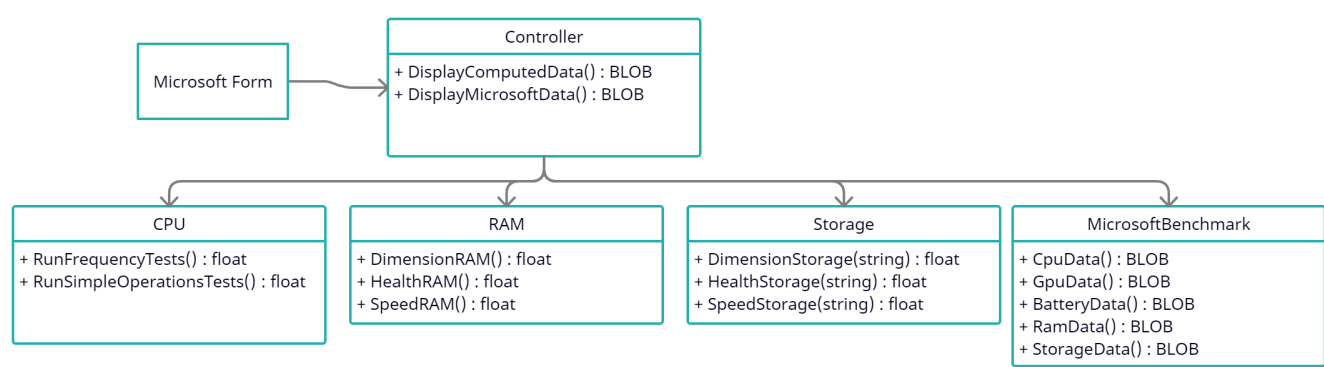 Microsoft Form
Controller
+ DisplayComputedData() : BLOB
+ DisplayMicrosoftData() : BLOB
CPU
+ RunFrequencyTests() : float
+ RunSimpleOperationsTests() : float
RAM
+ DimensionRAM() : float
+ HealthRAM() : float
+ SpeedRAM() : float
Storage
+ DimensionStorage(string) : float
+ HealthStorage(string) : float
+ SpeedStorage(string) : float
MicrosoftBenchmark
+ CpuData() : BLOB
+ GpuData() : BLOB
+ BatteryData() : BLOB
+ RamData() : BLOB
+ StorageData() : BLOB